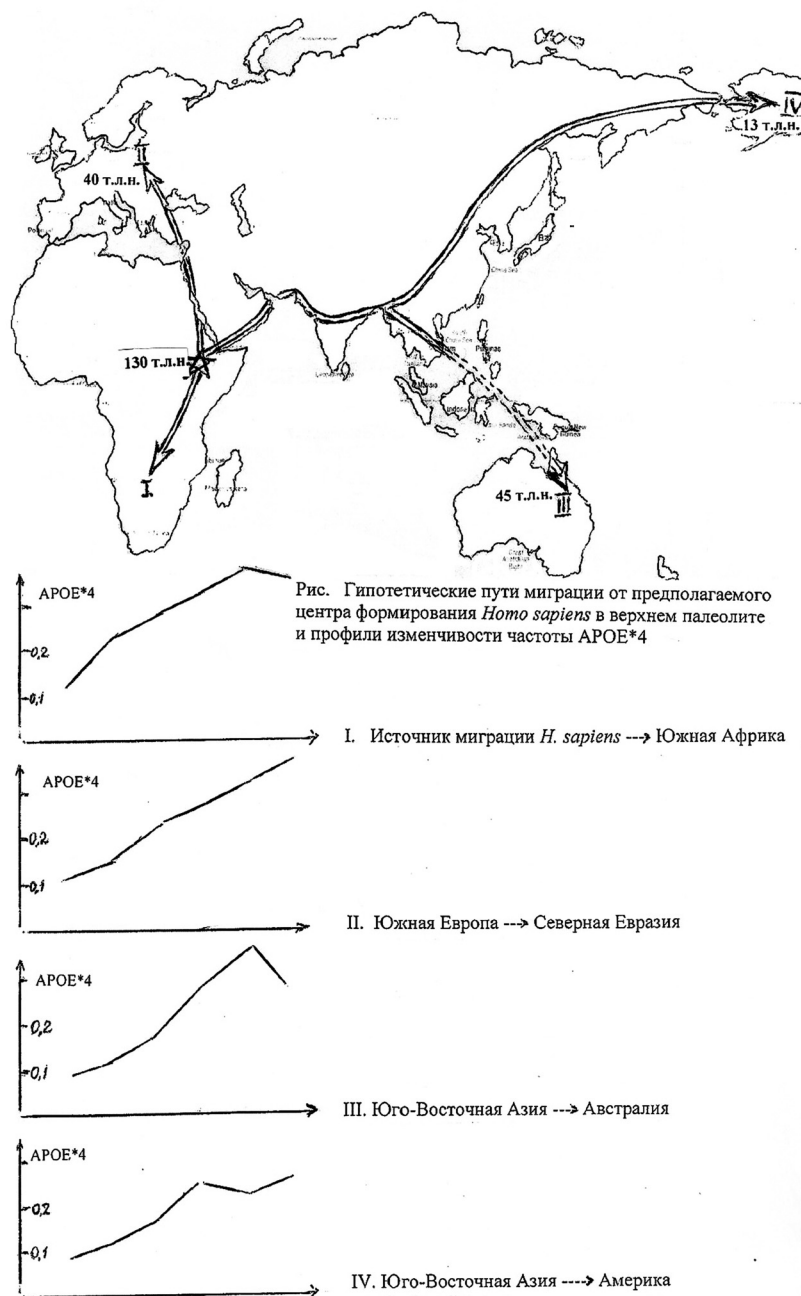 IV
13 т.л.н.
II
40 т.л.н.
130 т.л.н.
I
45 т.л.н.
III
Рис. Гипотетические пути миграции от предполагаемого
центра формирования Homo sapiens в верхнем палеолите
и профили изменчивости частоты APOE*4
APOE*4
0,2
0,1
I. Источник миграции H. sapiens ---> Южная Африка
APOE*4
0,2
0,1
II. Южная Европа ---> Северная Евразия
APOE*4
0,2
0,1
III. Юго-Восточная Азия ---> Австралия
APOE*4
0,2
0,1
IV. Юго-Восточная Азия ----> Америка